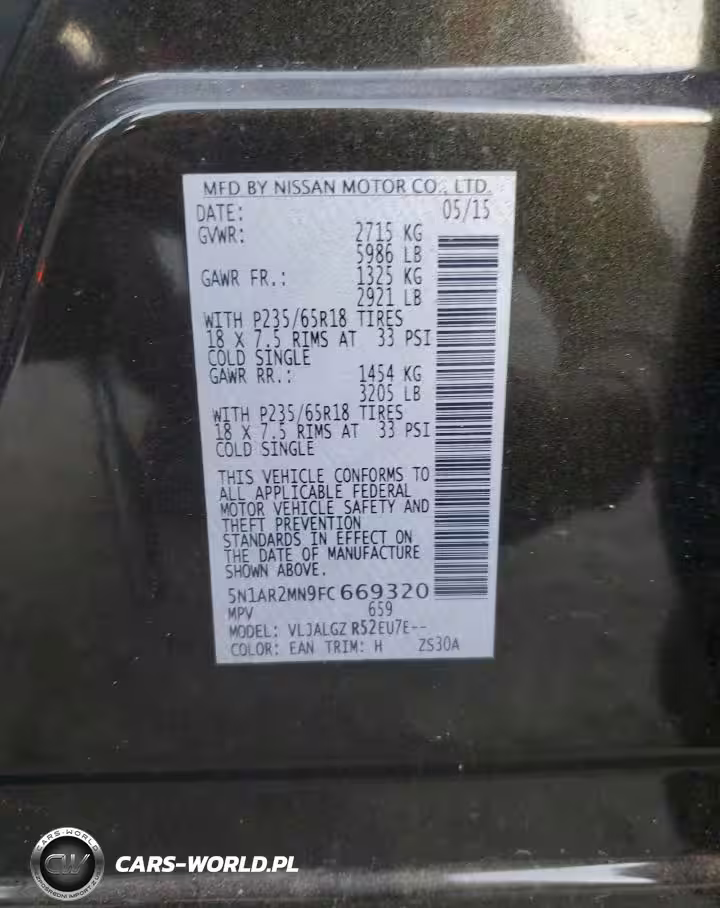 MFD BY NISSAN MOTOR CO., LTD.
DATE: 05/15
GVWR: 2715 KG
5986 LB
GAWR FR.: 1325 KG
2921 LB
WITH P235/65R18 TIRES
18 X 7.5 RIMS AT 33 PSI
COLD SINGLE
GAWR RR.: 1454 KG
3205 LB
WITH P235/65R18 TIRES
18 X 7.5 RIMS AT 33 PSI
COLD SINGLE
THIS VEHICLE CONFORMS TO
ALL APPLICABLE FEDERAL
MOTOR VEHICLE SAFETY AND
THEFT PREVENTION
STANDARDS IN EFFECT ON
THE DATE OF MANUFACTURE
SHOWN ABOVE.
5N1AR2MN9FC669320
MPV 659
MODEL: VLJALGZ R52EU7E--
COLOR: EAN TRIM: H ZS30A
CARS-WORLD
CW
CARS-WORLD.PL